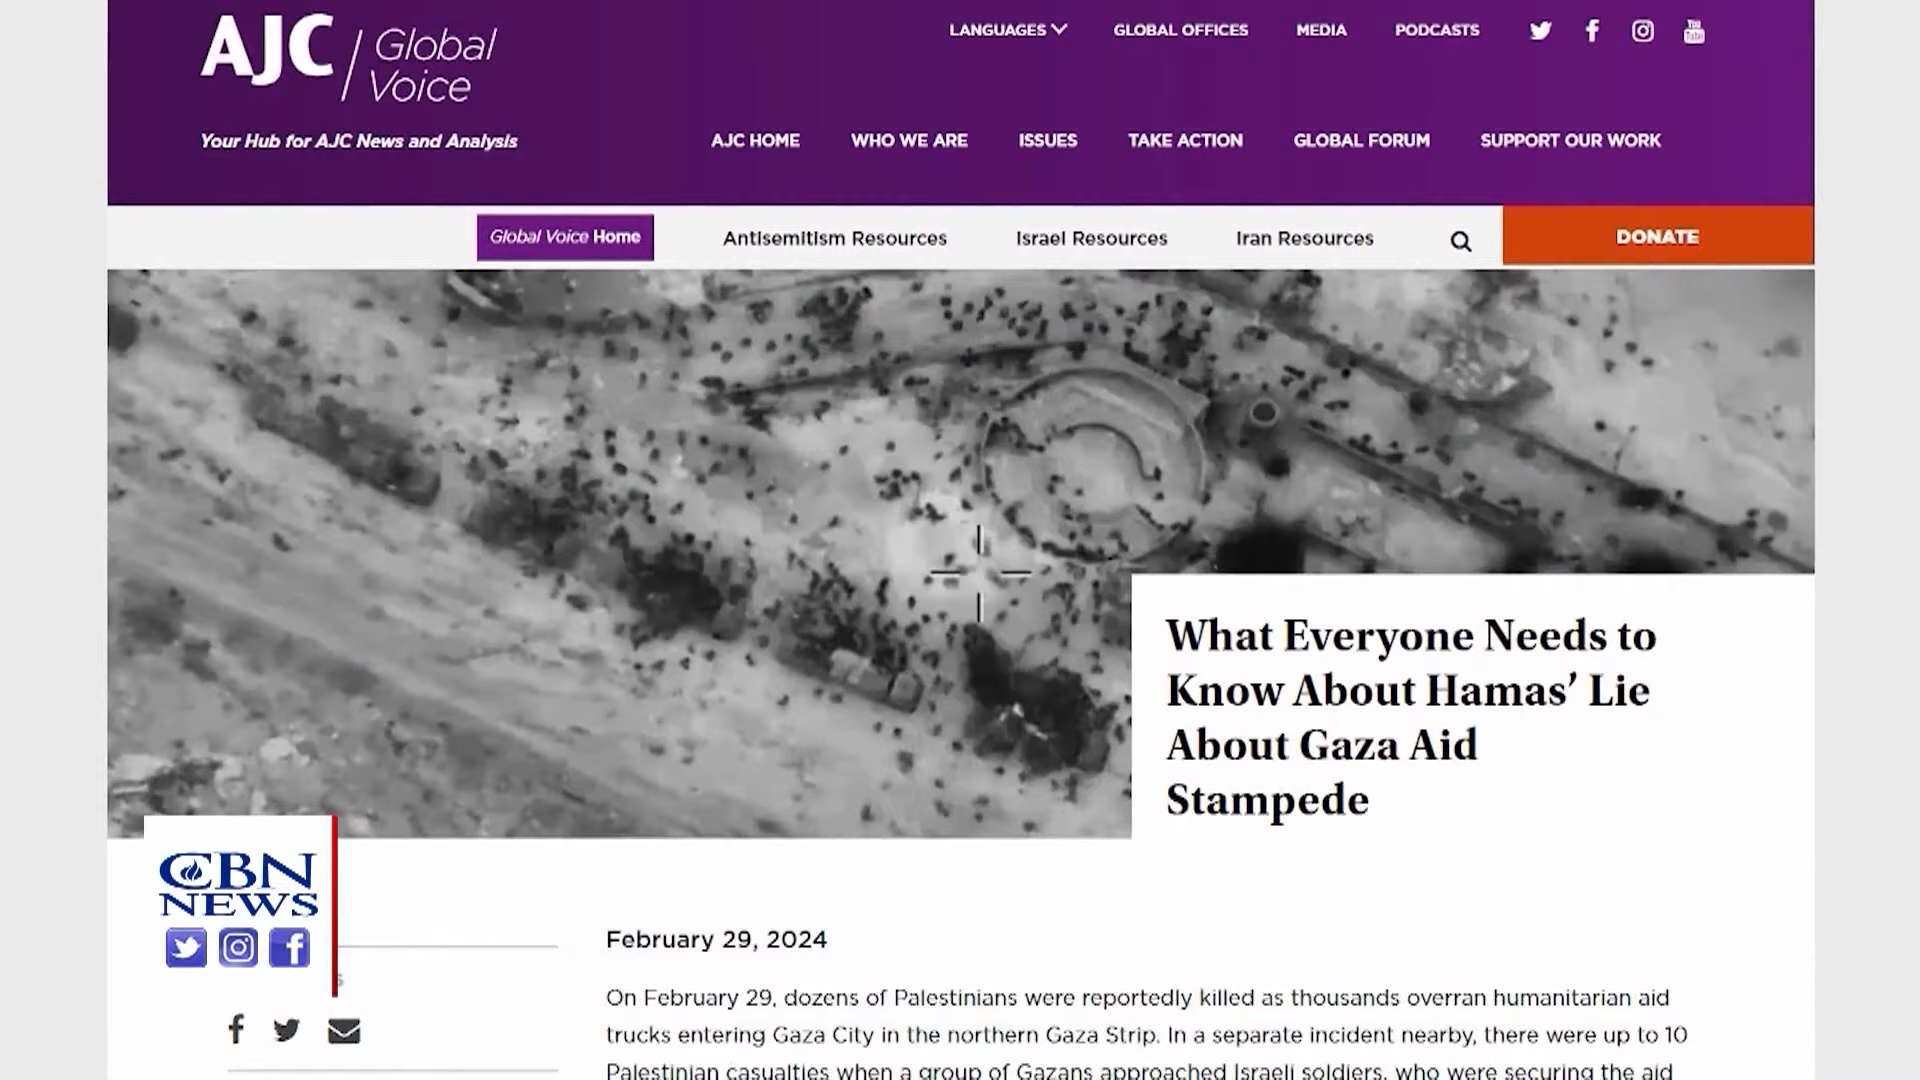 AJC
Global
Voice
Your Hub for AJC News and Analysis
LANGUAGES
GLOBAL OFFICES
MEDIA
PODCASTS
You
Tube
AJC HOME
WHO WE ARE
ISSUES
TAKE ACTION
GLOBAL FORUM
SUPPORT OUR WORK
Global Voice Home
Antisemitism Resources
Israel Resources
Iran Resources
DONATE
What Everyone Needs to
Know About Hamas’ Lie
About Gaza Aid
Stampede
CBN
NEWS
February 29, 2024
On February 29, dozens of Palestinians were reportedly killed as thousands overran humanitarian aid
trucks entering Gaza City in the northern Gaza Strip. In a separate incident nearby, there were up to 10
Palestinian casualties when a group of Gazans approached Israeli soldiers, who were securing the aid